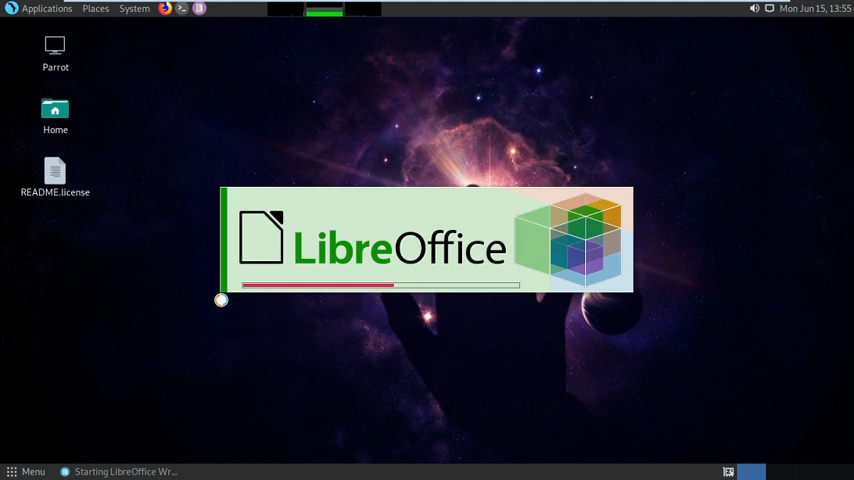 Applications Places System Mon Jun 15, 13:55
Parrot
Home
README.license
LibreOffice
Menu Starting LibreOffice Wr...